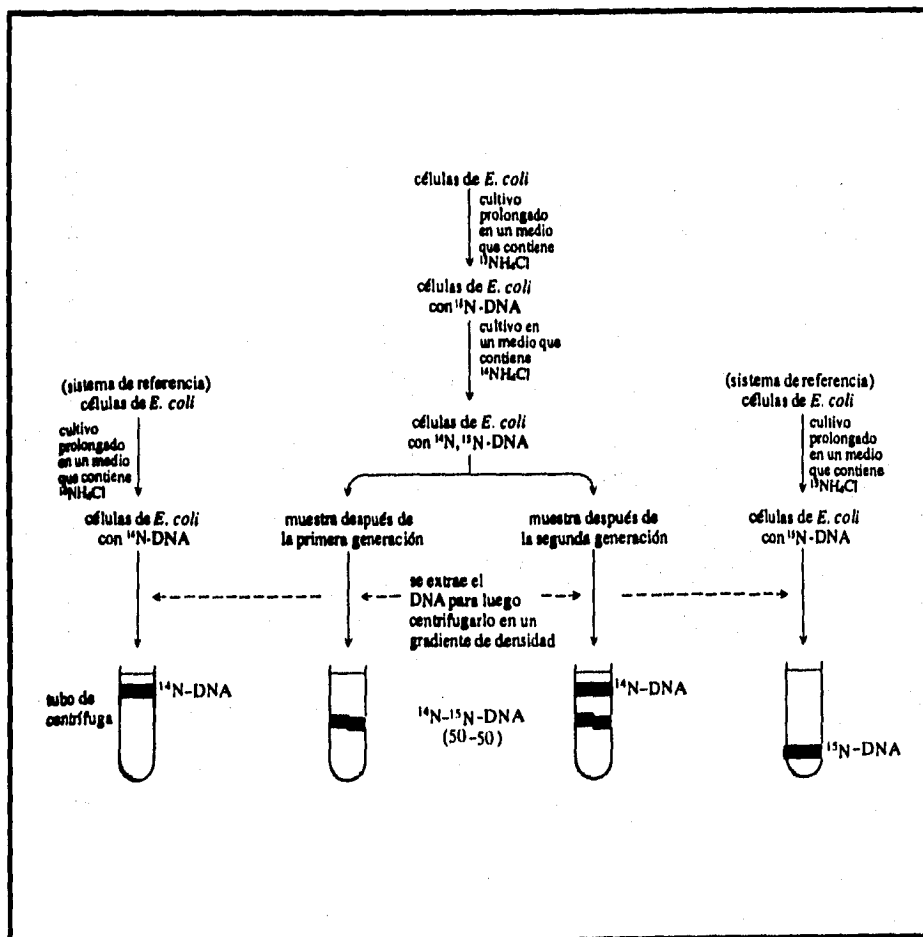 células de E. coli
cultivo
prolongado
en un medio
que contiene
¹⁵NH₄Cl
células de E. coli
con ¹⁵N-DNA
cultivo en
un medio que
contiene
¹⁴NH₄Cl
células de E. coli
con ¹⁴N, ¹⁵N-DNA
(sistema de referencia)
células de E. coli
cultivo
prolongado
en un medio
que contiene
¹⁴NH₄Cl
células de E. coli
con ¹⁴N-DNA
(sistema de referencia)
células de E. coli
cultivo
prolongado
en un medio
que contiene
¹⁵NH₄Cl
células de E. coli
con ¹⁵N-DNA
muestra después de
la primera generación
muestra después de
la segunda generación
se extrae el
DNA para luego
centrifugarlo en un
gradiente de densidad
tubo de
centrífuga
¹⁴N-DNA
¹⁴N-¹⁵N-DNA
(50-50)
¹⁴N-DNA
¹⁵N-DNA